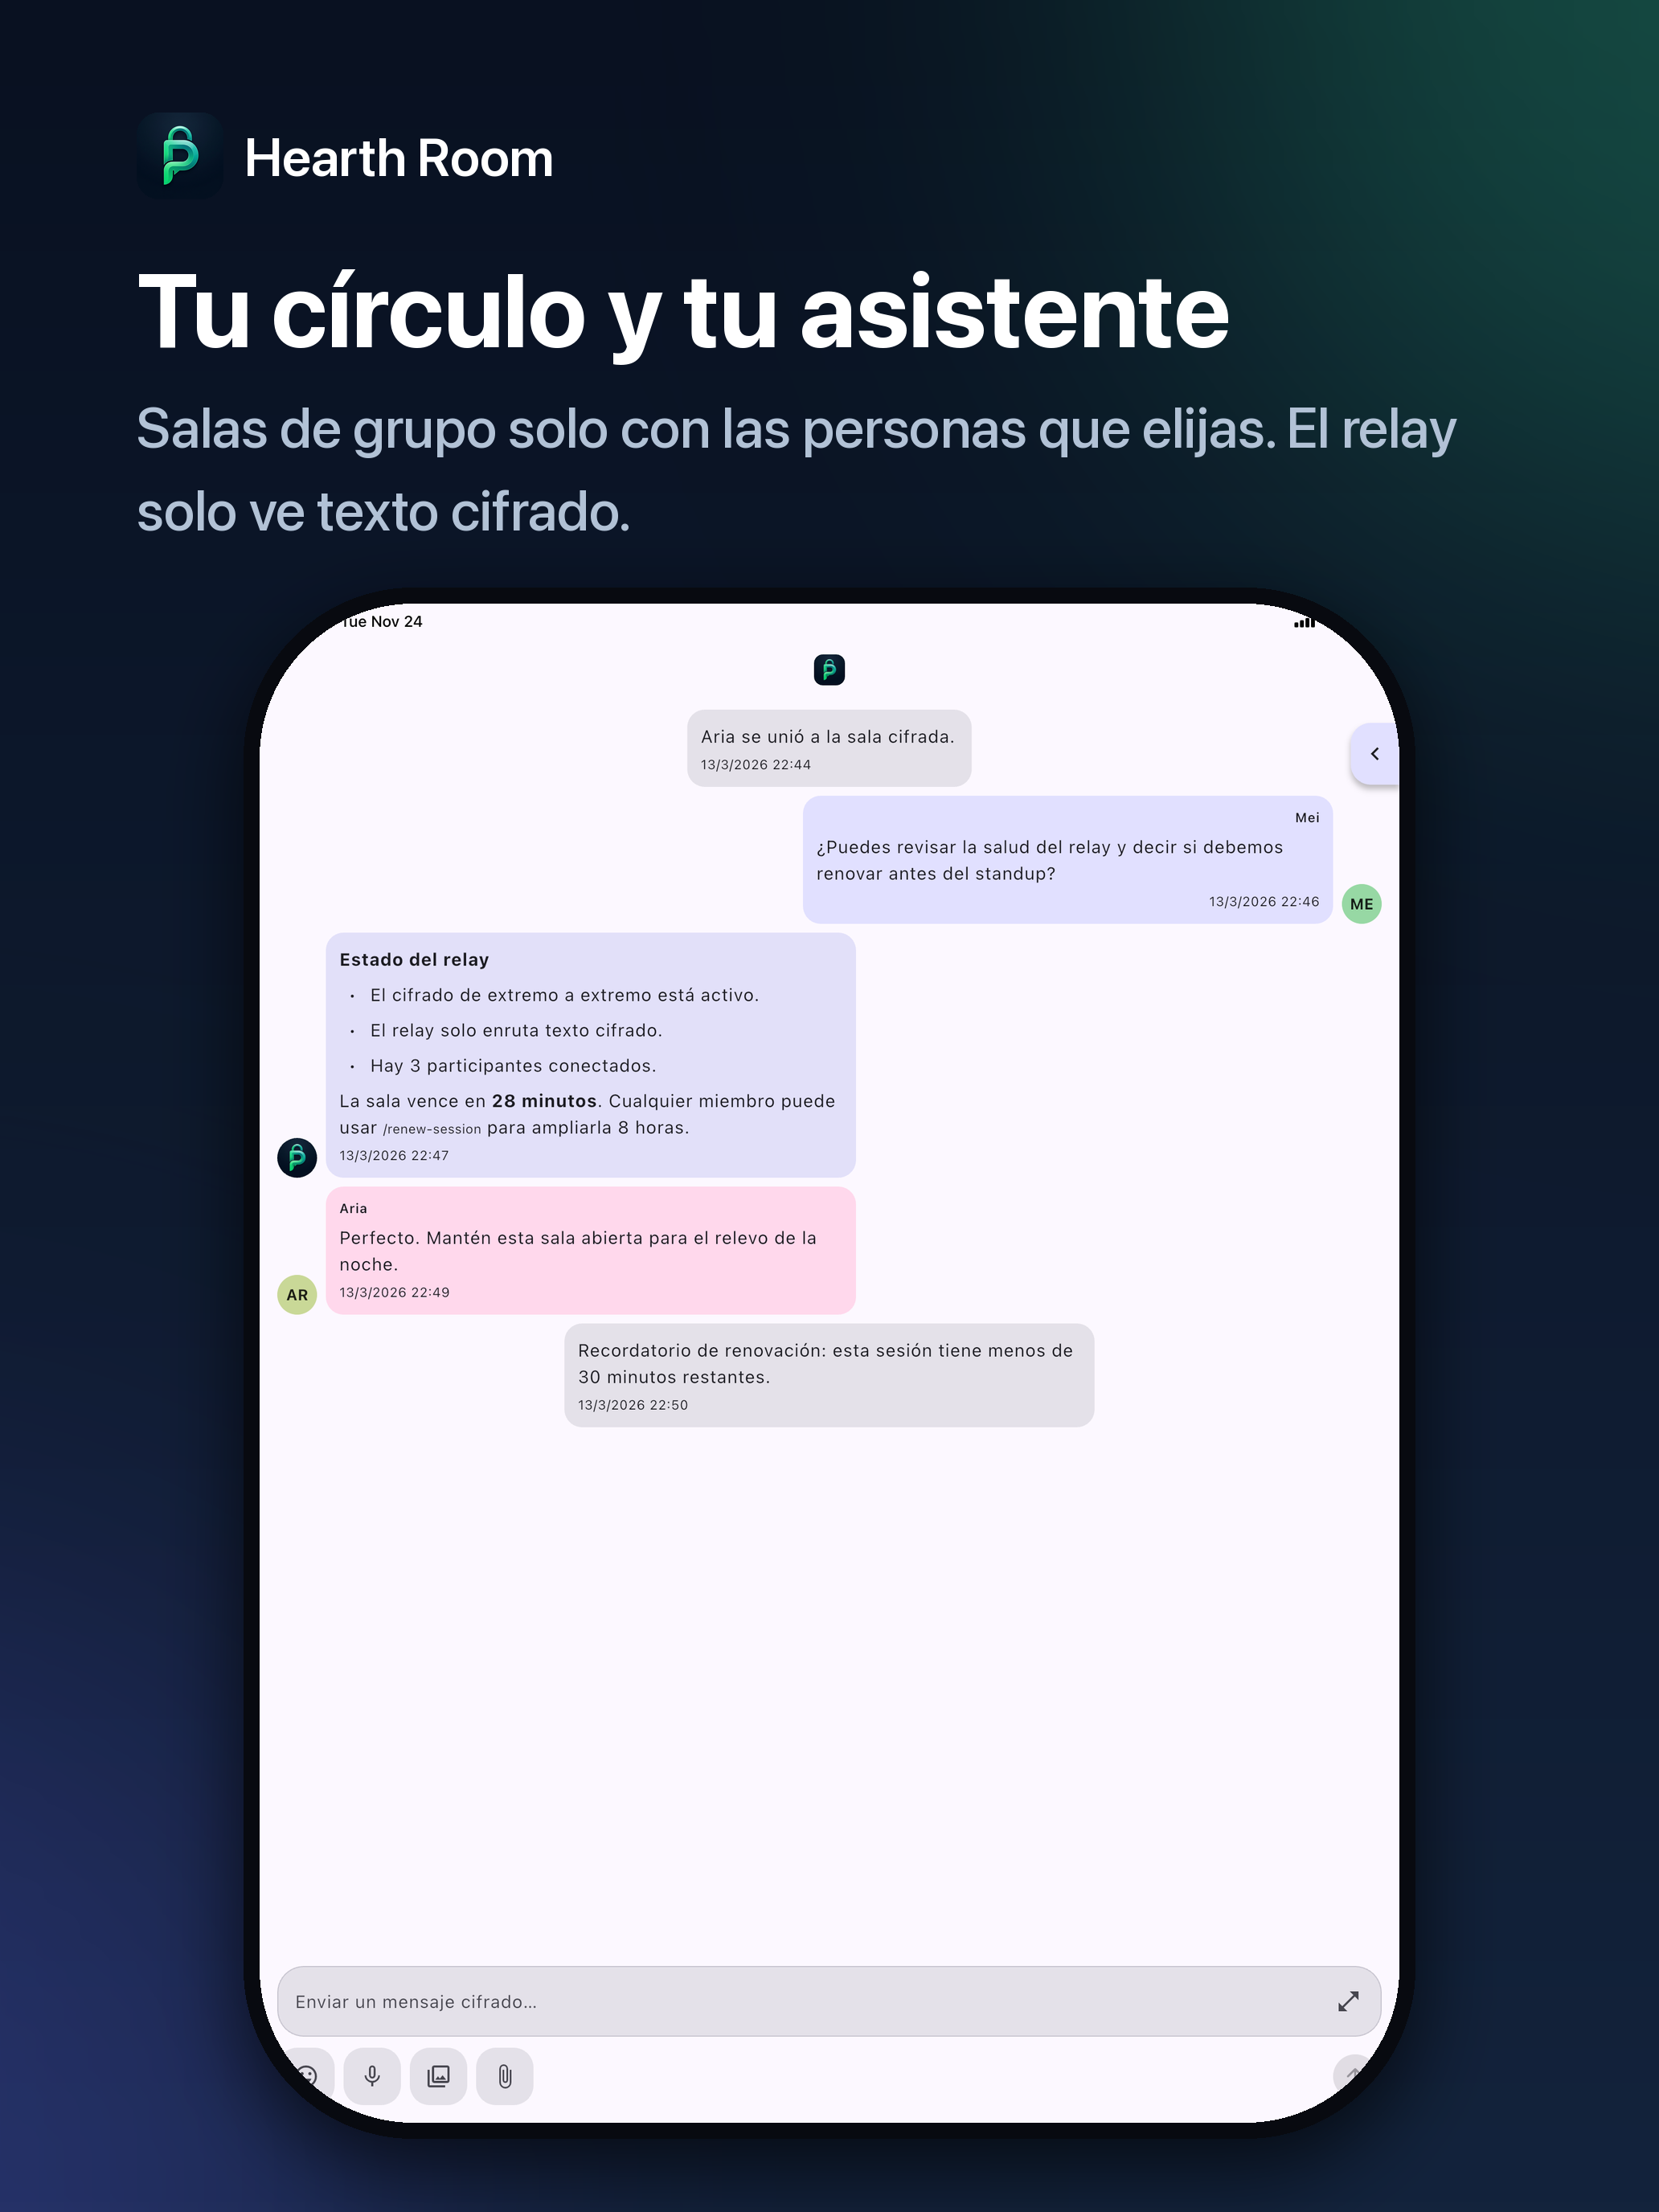 Hearth Room
Tu círculo y tu asistente
Salas de grupo solo con las personas que elijas. El relay
solo ve texto cifrado.
Tue Nov 24
Aria se unió a la sala cifrada.
13/3/2026 22:44
Mei
¿Puedes revisar la salud del relay y decir si debemos
renovar antes del standup?
13/3/2026 22:46
ME
Estado del relay
• El cifrado de extremo a extremo está activo.
• El relay solo enruta texto cifrado.
• Hay 3 participantes conectados.
La sala vence en 28 minutos. Cualquier miembro puede
usar /renew-session para ampliarla 8 horas.
13/3/2026 22:47
Aria
Perfecto. Mantén esta sala abierta para el relevo de la
noche.
13/3/2026 22:49
AR
Recordatorio de renovación: esta sesión tiene menos de
30 minutos restantes.
13/3/2026 22:50
Enviar un mensaje cifrado...